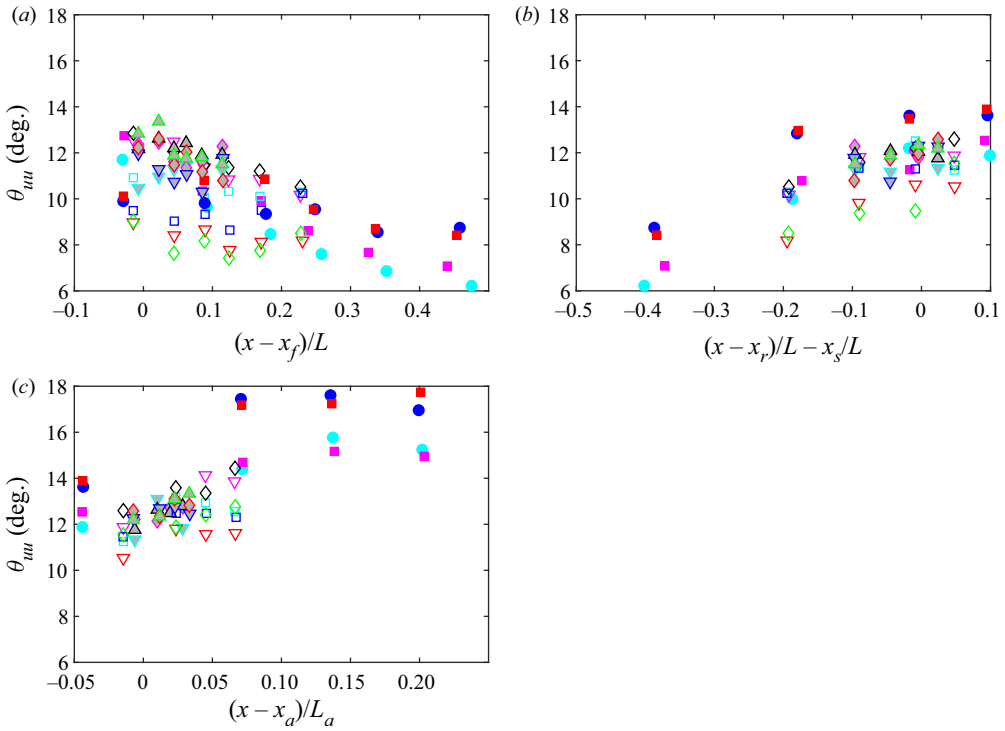 (a)
(b)
18
16
14
12
10
8
6
θuu (deg.)
–0.1 0 0.1 0.2 0.3 0.4
(x – xf)/L
18
16
14
12
10
8
6
–0.5 –0.4 –0.3 –0.2 –0.1 0 0.1
(x – xr)/L – xs/L
(c)
18
16
14
12
10
8
6
θuu (deg.)
–0.05 0 0.05 0.10 0.15 0.20
(x – xa)/La